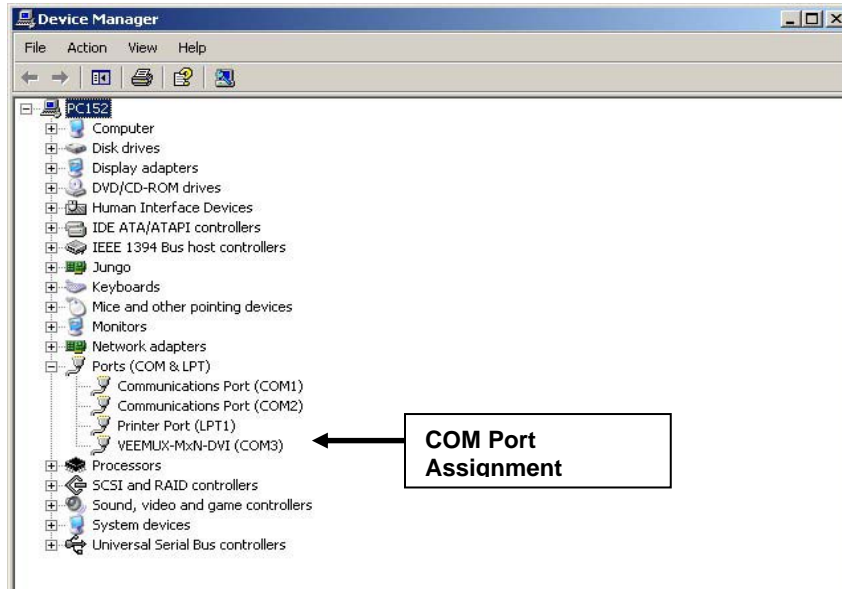 Device Manager
File Action View Help
PC152
Computer
Disk drives
Display adapters
DVD/CD-ROM drives
Human Interface Devices
IDE ATA/ATAPI controllers
IEEE 1394 Bus host controllers
Jungo
Keyboards
Mice and other pointing devices
Monitors
Network adapters
Ports (COM & LPT)
Communications Port (COM1)
Communications Port (COM2)
Printer Port (LPT1)
VEEMUX-MxN-DVI (COM3)
Processors
SCSI and RAID controllers
Sound, video and game controllers
System devices
Universal Serial Bus controllers
COM Port
Assignment